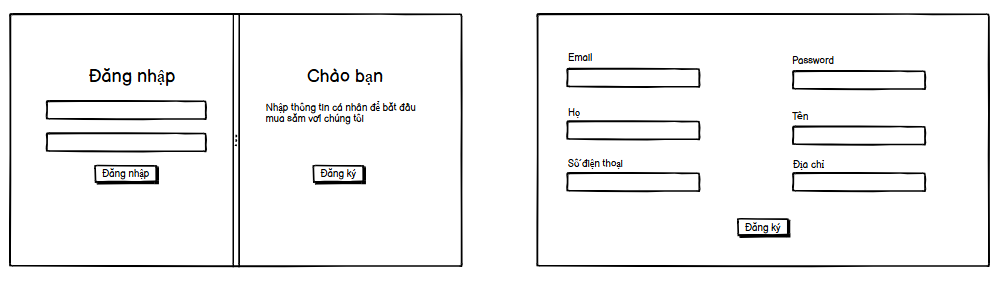 Đăng nhập
Đăng nhập
Chào bạn
Nhập thông tin cá nhân để bắt đầu
mua sắm với chúng tôi
Đăng ký
Email
Password
Họ
Tên
Số điện thoại
Địa chỉ
Đăng ký